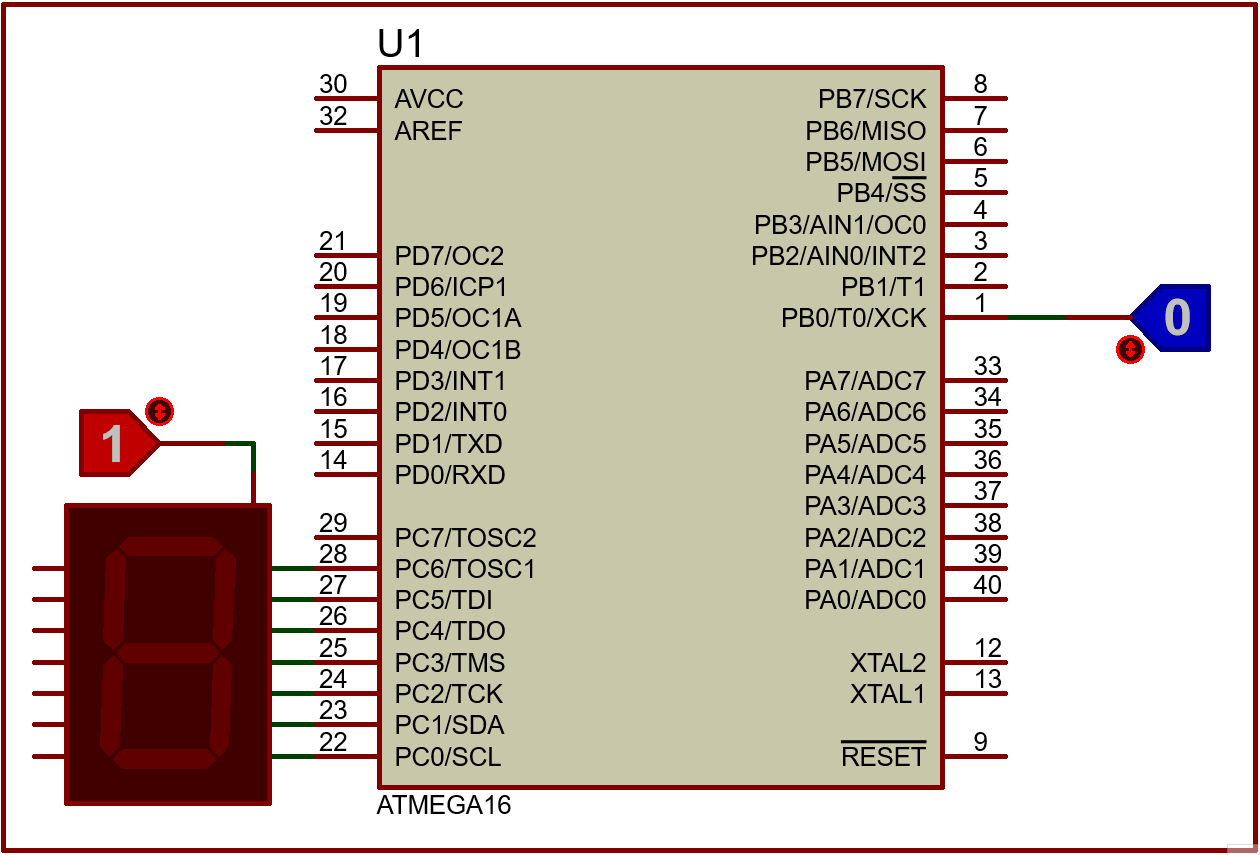 U1
30 AVCC PB7/SCK 8
32 AREF PB6/MISO 7
PB5/MOSI 6
PB4/SS 5
PB3/AIN1/OC0 4
21 PD7/OC2 PB2/AIN0/INT2 3
20 PD6/ICP1 PB1/T1 2
19 PD5/OC1A PB0/T0/XCK 1 0
18 PD4/OC1B
17 PD3/INT1 PA7/ADC7 33
16 PD2/INT0 PA6/ADC6 34
1 15 PD1/TXD PA5/ADC5 35
14 PD0/RXD PA4/ADC4 36
PA3/ADC3 37
29 PC7/TOSC2 PA2/ADC2 38
28 PC6/TOSC1 PA1/ADC1 39
27 PC5/TDI PA0/ADC0 40
26 PC4/TDO
25 PC3/TMS XTAL2 12
24 PC2/TCK XTAL1 13
23 PC1/SDA
22 PC0/SCL RESET 9
ATMEGA16